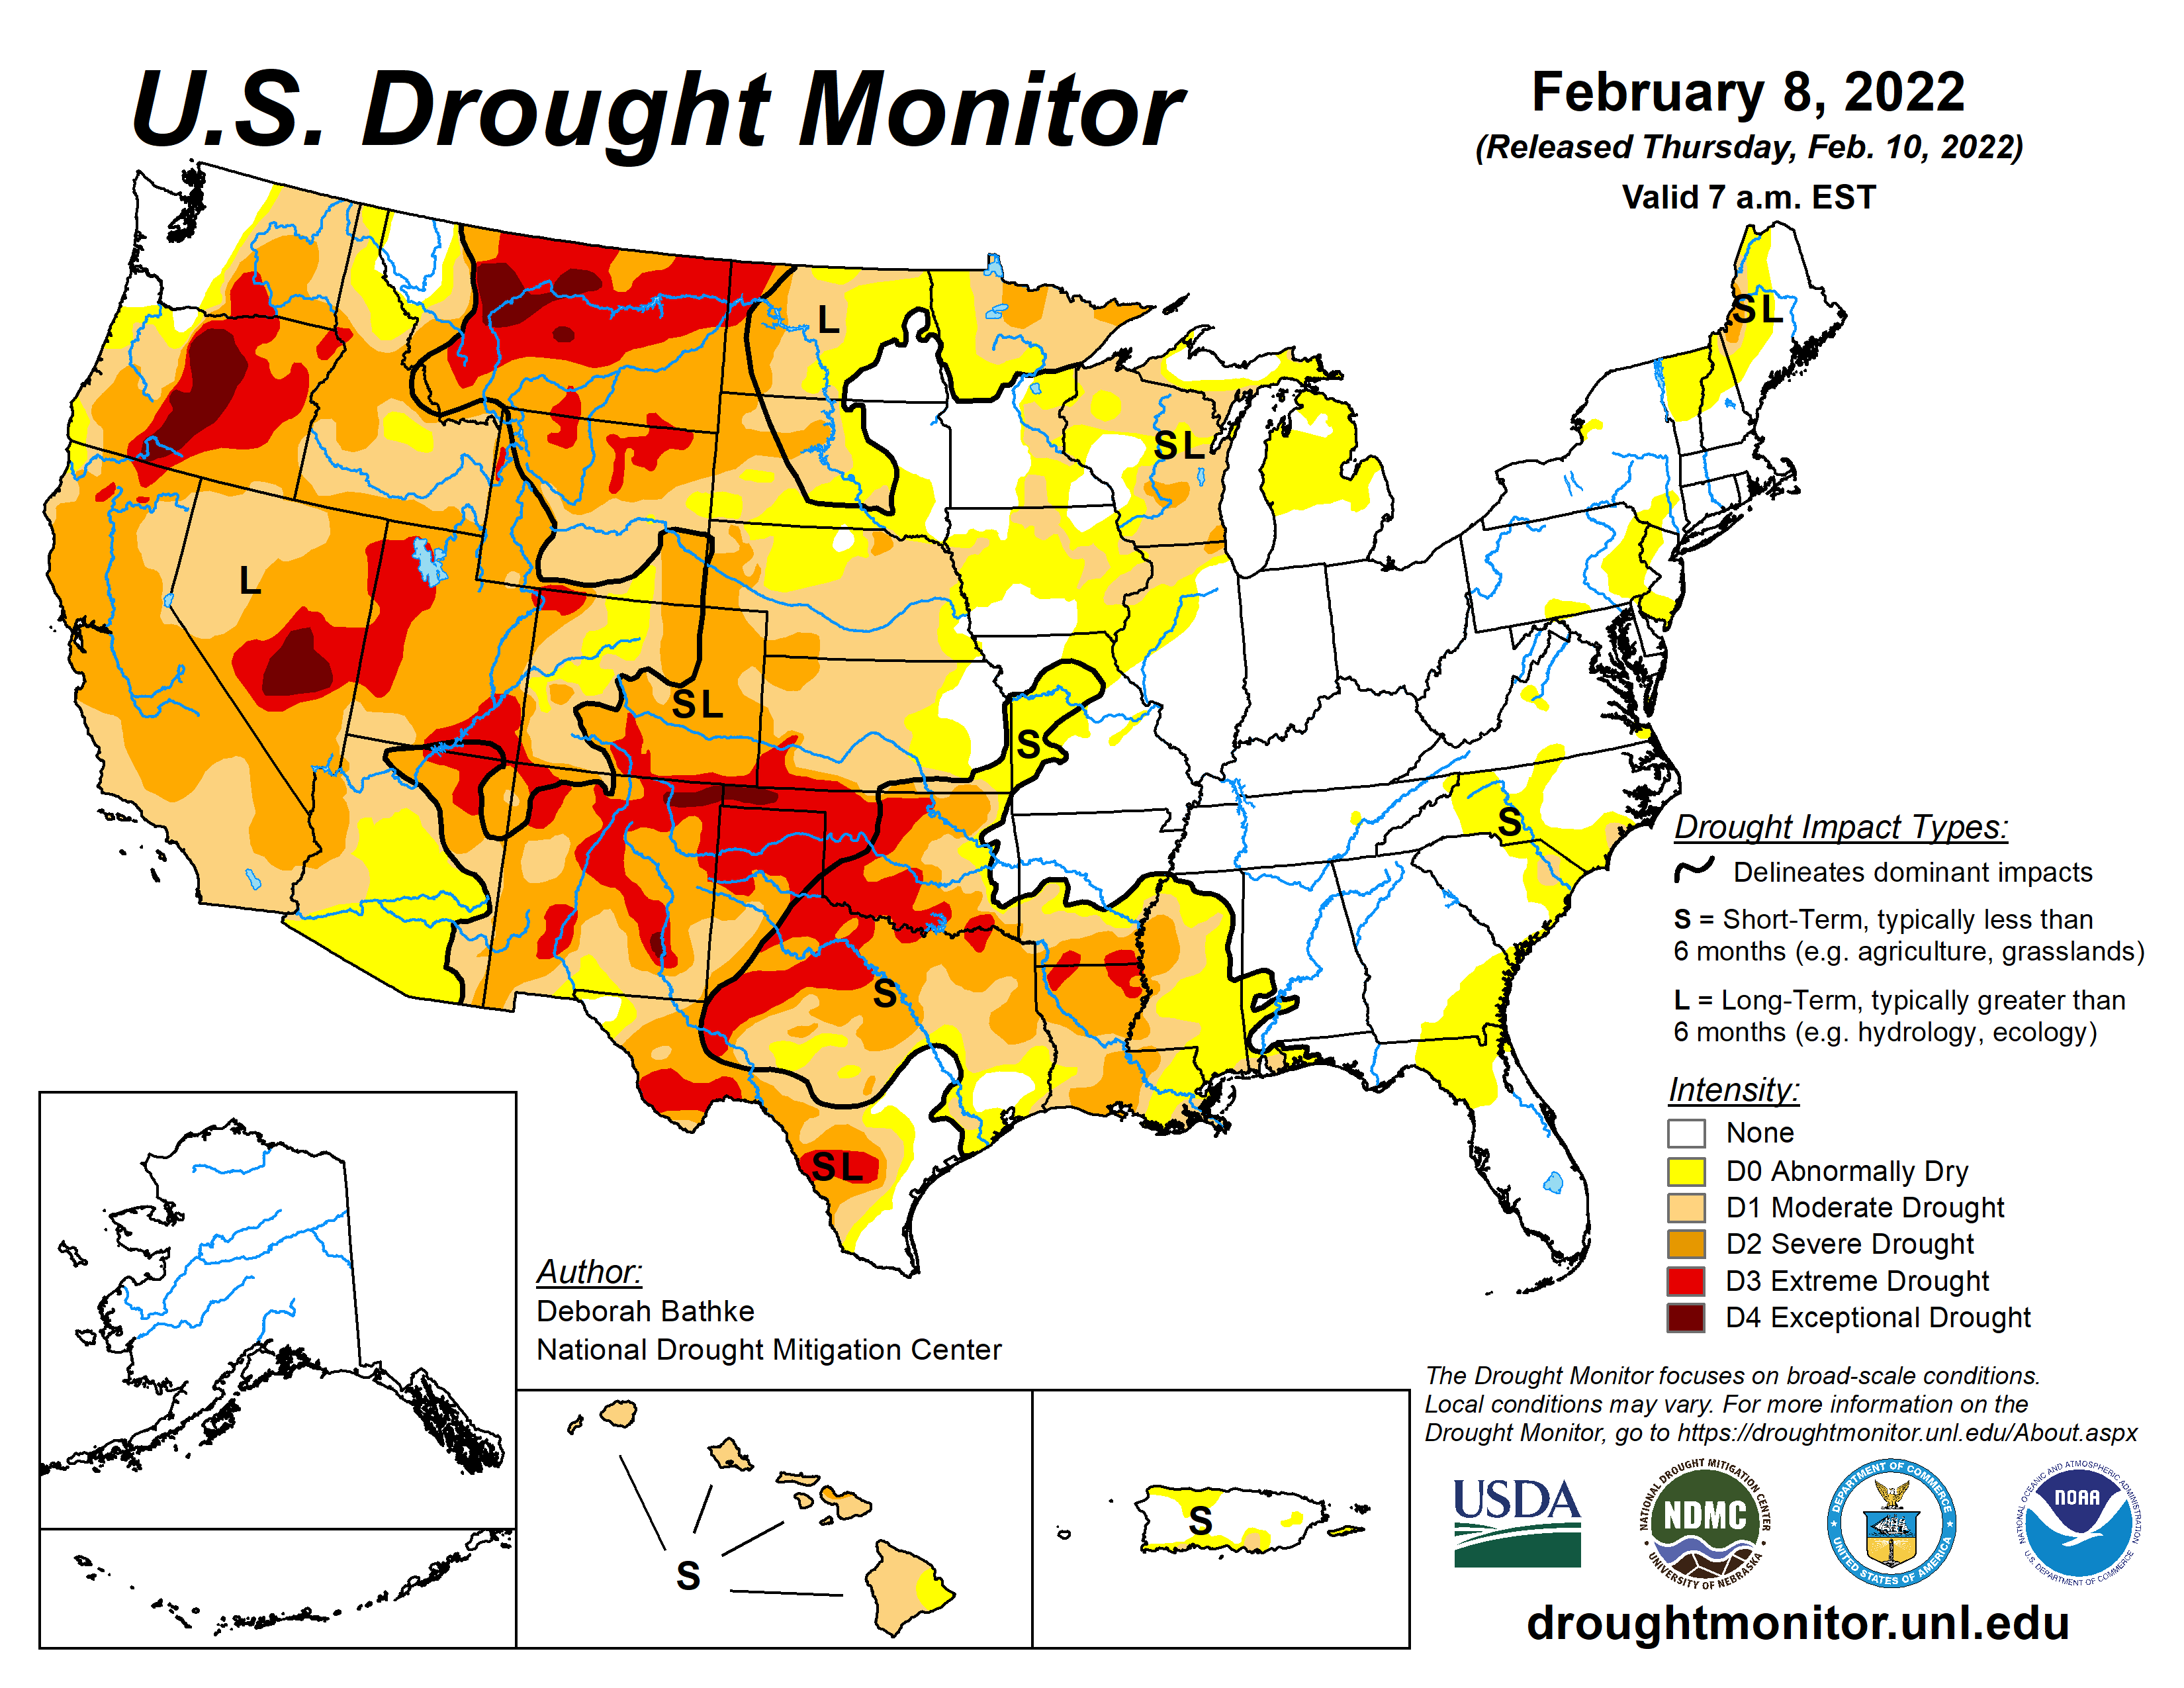 U.S. Drought Monitor
February 8, 2022
(Released Thursday, Feb. 10, 2022)
Valid 7 a.m. EST
L
SL
SL
L
SL
S
S
S
SL
S
S
Drought Impact Types:
Delineates dominant impacts
S = Short-Term, typically less than
6 months (e.g. agriculture, grasslands)
L = Long-Term, typically greater than
6 months (e.g. hydrology, ecology)
Intensity:
None
D0 Abnormally Dry
D1 Moderate Drought
D2 Severe Drought
D3 Extreme Drought
D4 Exceptional Drought
Author:
Deborah Bathke
National Drought Mitigation Center
The Drought Monitor focuses on broad-scale conditions.
Local conditions may vary. For more information on the
Drought Monitor, go to https://droughtmonitor.unl.edu/About.aspx
USDA
NATIONAL DROUGHT MITIGATION CENTER
NDMC
UNIVERSITY OF NEBRASKA
DEPARTMENT OF COMMERCE
UNITED STATES OF AMERICA
NATIONAL OCEANIC AND ATMOSPHERIC ADMINISTRATION
NOAA
U.S. DEPARTMENT OF COMMERCE
droughtmonitor.unl.edu